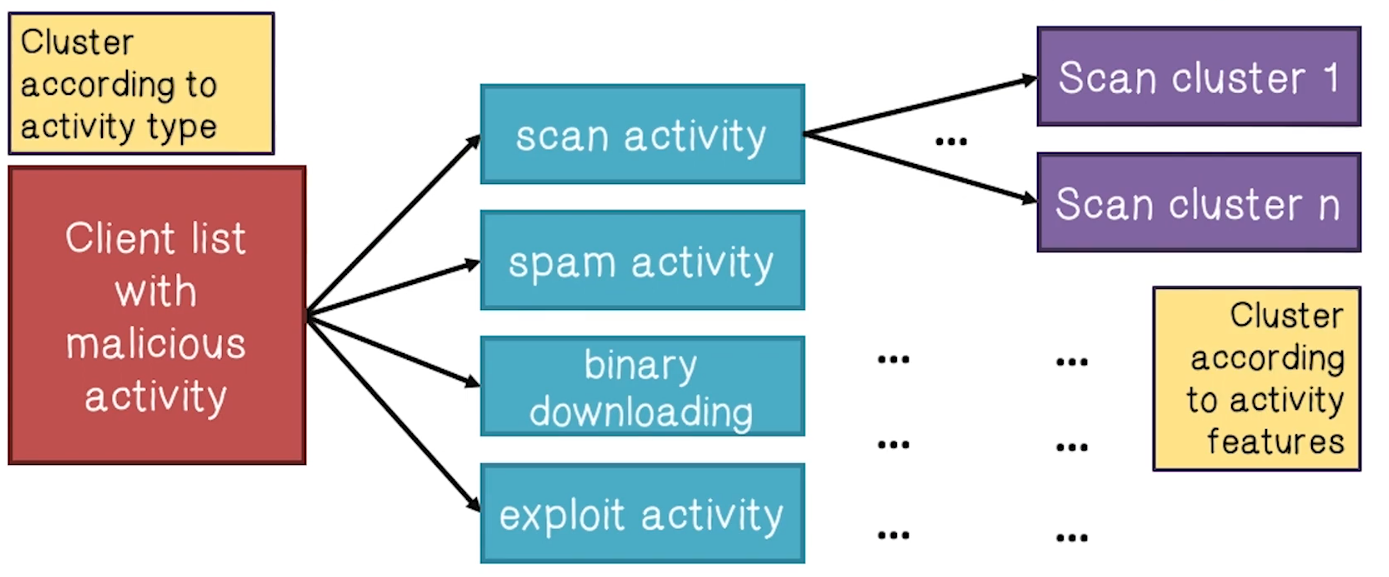 Cluster
according to
activity type
Client list
with
malicious
activity
scan activity
spam activity
binary
downloading
exploit activity
...
Scan cluster 1
Scan cluster n
... ...
... ...
... ...
Cluster
according
to activity
features